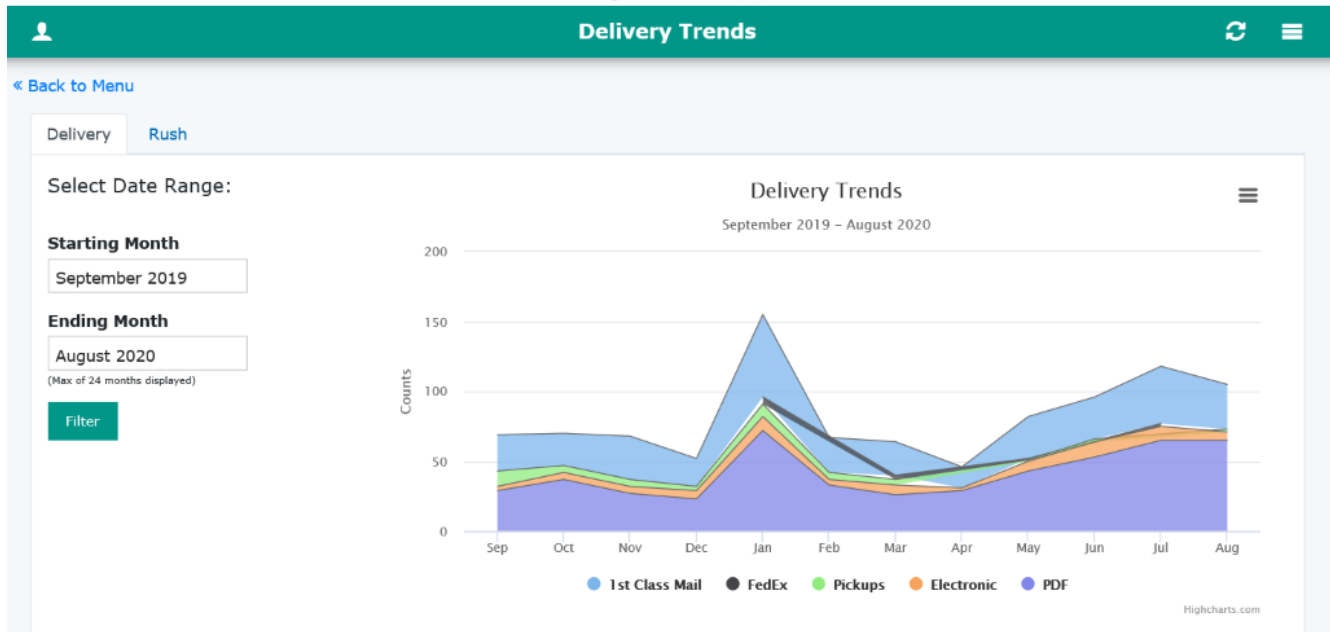 Delivery Trends
« Back to Menu
Delivery Rush
Select Date Range:
Starting Month
September 2019
Ending Month
August 2020
(Max of 24 months displayed)
Filter
Delivery Trends
September 2019 – August 2020
Counts
200
150
100
50
0
Sep Oct Nov Dec Jan Feb Mar Apr May Jun Jul Aug
1st Class Mail FedEx Pickups Electronic PDF
Highcharts.com